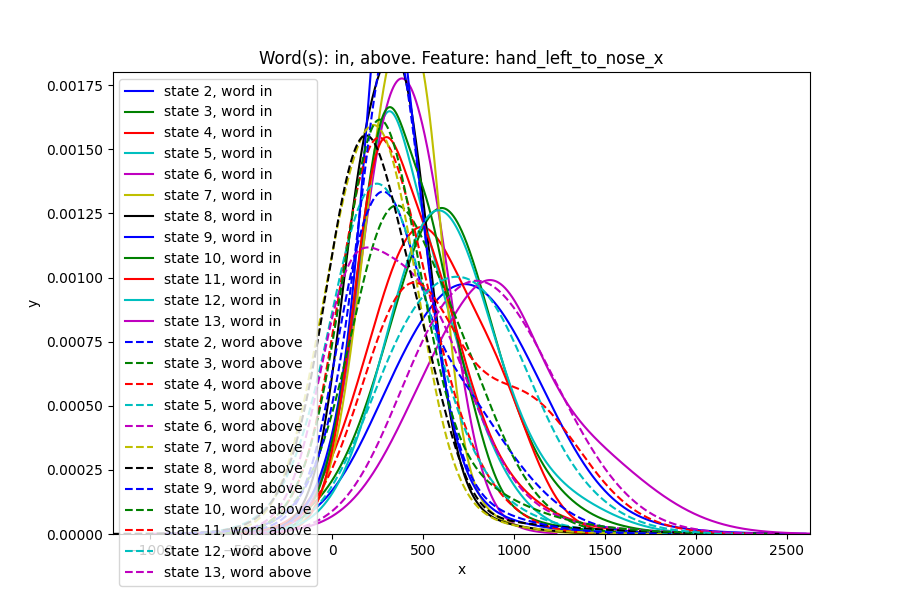 Word(s): in, above. Feature: hand_left_to_nose_x
y
0.00175
0.00150
0.00125
0.00100
0.00075
0.00050
0.00025
0.00000
state 2, word in
state 3, word in
state 4, word in
state 5, word in
state 6, word in
state 7, word in
state 8, word in
state 9, word in
state 10, word in
state 11, word in
state 12, word in
state 13, word in
state 2, word above
state 3, word above
state 4, word above
state 5, word above
state 6, word above
state 7, word above
state 8, word above
state 9, word above
state 10, word above
state 11, word above
state 12, word above
state 13, word above
0 500 1000 1500 2000 2500
x